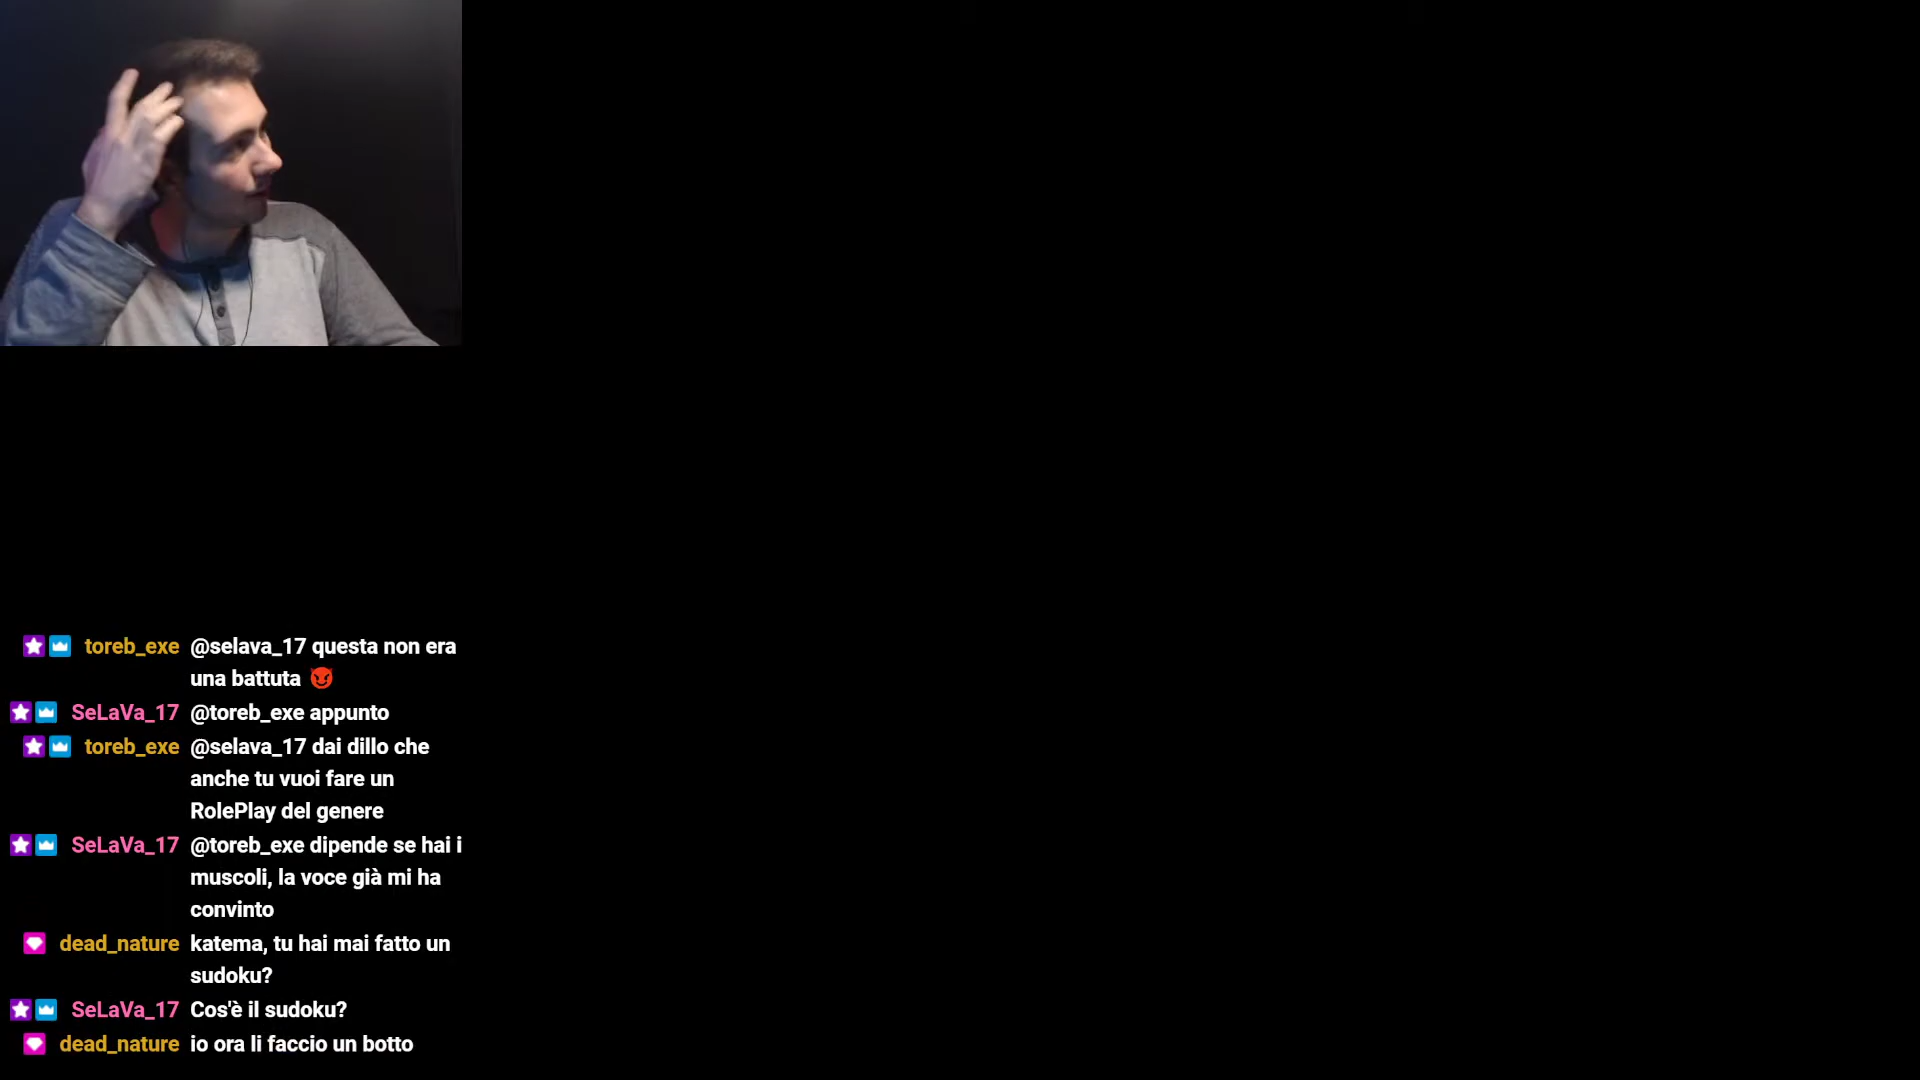 toreb_exe @selava_17 questa non era
una battuta 😈
SeLaVa_17 @toreb_exe appunto
toreb_exe @selava_17 dai dillo che
anche tu vuoi fare un
RolePlay del genere
SeLaVa_17 @toreb_exe dipende se hai i
muscoli, la voce già mi ha
convinto
dead_nature katema, tu hai mai fatto un
sudoku?
SeLaVa_17 Cos'è il sudoku?
dead_nature io ora li faccio un botto